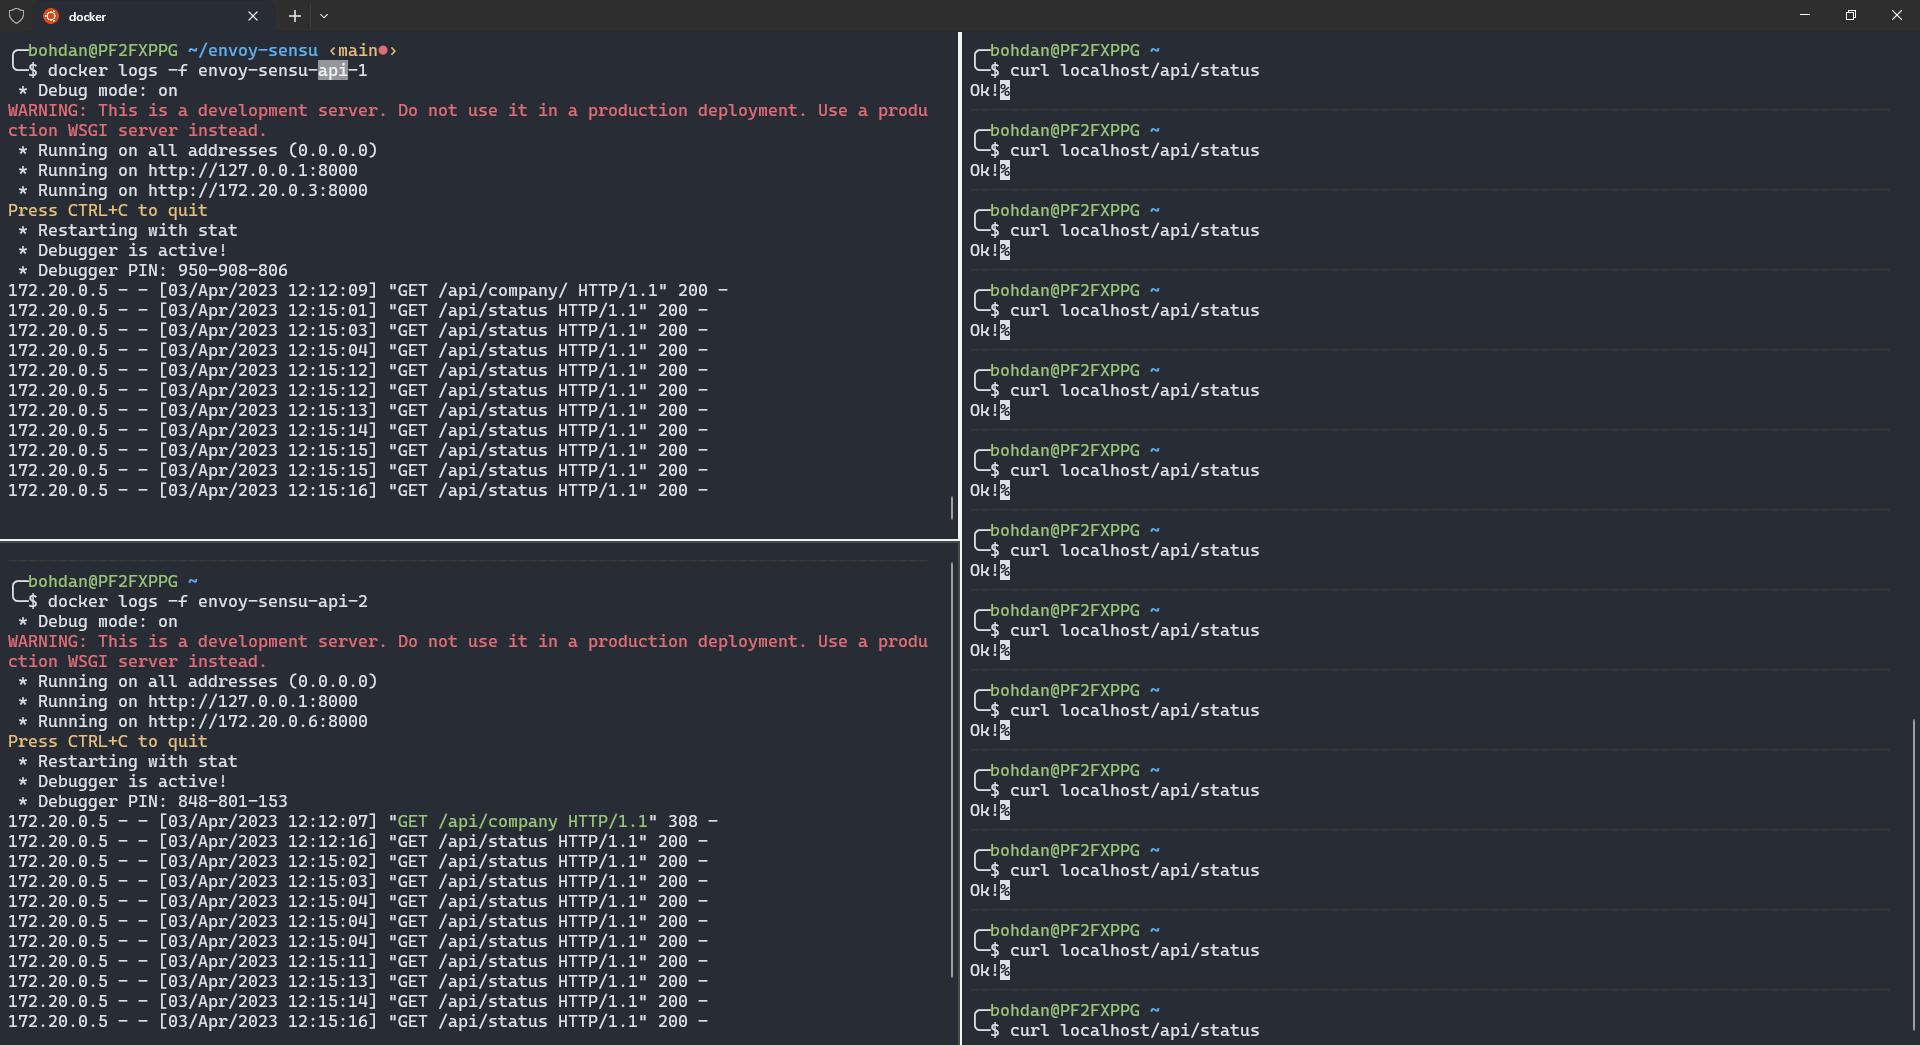 docker
bohdan@PF2FXPPG ~/envoy-sensu ‹main●›
$ docker logs -f envoy-sensu-api-1
* Debug mode: on
WARNING: This is a development server. Do not use it in a production deployment. Use a produ
ction WSGI server instead.
* Running on all addresses (0.0.0.0)
* Running on http://127.0.0.1:8000
* Running on http://172.20.0.3:8000
Press CTRL+C to quit
* Restarting with stat
* Debugger is active!
* Debugger PIN: 950-908-806
172.20.0.5 - - [03/Apr/2023 12:12:09] "GET /api/company/ HTTP/1.1" 200 -
172.20.0.5 - - [03/Apr/2023 12:15:01] "GET /api/status HTTP/1.1" 200 -
172.20.0.5 - - [03/Apr/2023 12:15:03] "GET /api/status HTTP/1.1" 200 -
172.20.0.5 - - [03/Apr/2023 12:15:04] "GET /api/status HTTP/1.1" 200 -
172.20.0.5 - - [03/Apr/2023 12:15:12] "GET /api/status HTTP/1.1" 200 -
172.20.0.5 - - [03/Apr/2023 12:15:12] "GET /api/status HTTP/1.1" 200 -
172.20.0.5 - - [03/Apr/2023 12:15:13] "GET /api/status HTTP/1.1" 200 -
172.20.0.5 - - [03/Apr/2023 12:15:14] "GET /api/status HTTP/1.1" 200 -
172.20.0.5 - - [03/Apr/2023 12:15:15] "GET /api/status HTTP/1.1" 200 -
172.20.0.5 - - [03/Apr/2023 12:15:15] "GET /api/status HTTP/1.1" 200 -
172.20.0.5 - - [03/Apr/2023 12:15:16] "GET /api/status HTTP/1.1" 200 -
bohdan@PF2FXPPG ~
$ docker logs -f envoy-sensu-api-2
* Debug mode: on
WARNING: This is a development server. Do not use it in a production deployment. Use a produ
ction WSGI server instead.
* Running on all addresses (0.0.0.0)
* Running on http://127.0.0.1:8000
* Running on http://172.20.0.6:8000
Press CTRL+C to quit
* Restarting with stat
* Debugger is active!
* Debugger PIN: 848-801-153
172.20.0.5 - - [03/Apr/2023 12:12:07] "GET /api/company HTTP/1.1" 308 -
172.20.0.5 - - [03/Apr/2023 12:12:16] "GET /api/status HTTP/1.1" 200 -
172.20.0.5 - - [03/Apr/2023 12:15:02] "GET /api/status HTTP/1.1" 200 -
172.20.0.5 - - [03/Apr/2023 12:15:03] "GET /api/status HTTP/1.1" 200 -
172.20.0.5 - - [03/Apr/2023 12:15:04] "GET /api/status HTTP/1.1" 200 -
172.20.0.5 - - [03/Apr/2023 12:15:04] "GET /api/status HTTP/1.1" 200 -
172.20.0.5 - - [03/Apr/2023 12:15:04] "GET /api/status HTTP/1.1" 200 -
172.20.0.5 - - [03/Apr/2023 12:15:11] "GET /api/status HTTP/1.1" 200 -
172.20.0.5 - - [03/Apr/2023 12:15:13] "GET /api/status HTTP/1.1" 200 -
172.20.0.5 - - [03/Apr/2023 12:15:14] "GET /api/status HTTP/1.1" 200 -
172.20.0.5 - - [03/Apr/2023 12:15:16] "GET /api/status HTTP/1.1" 200 -
bohdan@PF2FXPPG ~
$ curl localhost/api/status
Ok!%
bohdan@PF2FXPPG ~
$ curl localhost/api/status
Ok!%
bohdan@PF2FXPPG ~
$ curl localhost/api/status
Ok!%
bohdan@PF2FXPPG ~
$ curl localhost/api/status
Ok!%
bohdan@PF2FXPPG ~
$ curl localhost/api/status
Ok!%
bohdan@PF2FXPPG ~
$ curl localhost/api/status
Ok!%
bohdan@PF2FXPPG ~
$ curl localhost/api/status
Ok!%
bohdan@PF2FXPPG ~
$ curl localhost/api/status
Ok!%
bohdan@PF2FXPPG ~
$ curl localhost/api/status
Ok!%
bohdan@PF2FXPPG ~
$ curl localhost/api/status
Ok!%
bohdan@PF2FXPPG ~
$ curl localhost/api/status
Ok!%
bohdan@PF2FXPPG ~
$ curl localhost/api/status
Ok!%
bohdan@PF2FXPPG ~
$ curl localhost/api/status